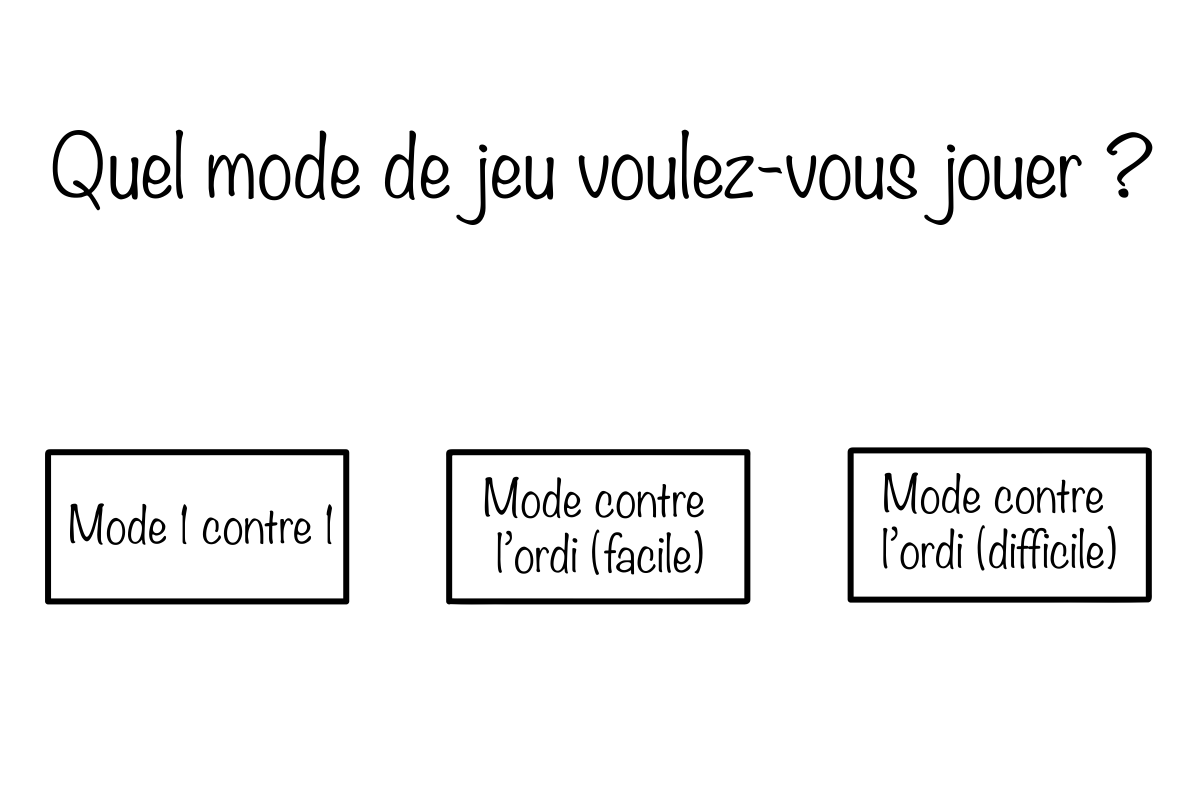 Quel mode de jeu voulez-vous jouer ?
Mode 1 contre 1
Mode contre
l'ordi (facile)
Mode contre
l'ordi (difficile)